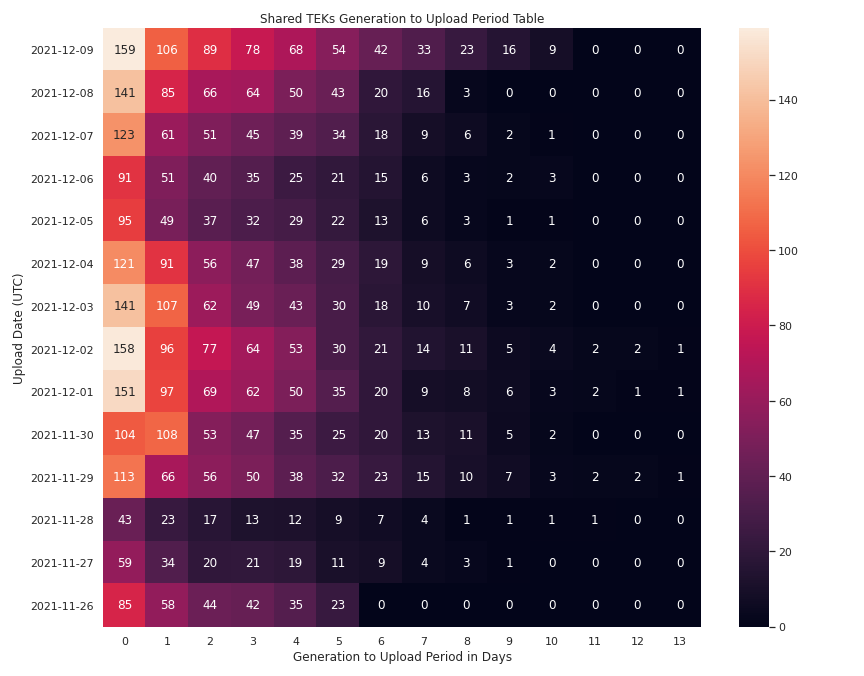 Shared TEKs Generation to Upload Period Table
2021-12-09 159 106 89 78 68 54 42 33 23 16 9 0 0 0
2021-12-08 141 85 66 64 50 43 20 16 3 0 0 0 0 0
2021-12-07 123 61 51 45 39 34 18 9 6 2 1 0 0 0
2021-12-06 91 51 40 35 25 21 15 6 3 2 3 0 0 0
2021-12-05 95 49 37 32 29 22 13 6 3 1 1 0 0 0
2021-12-04 121 91 56 47 38 29 19 9 6 3 2 0 0 0
2021-12-03 141 107 62 49 43 30 18 10 7 3 2 0 0 0
2021-12-02 158 96 77 64 53 30 21 14 11 5 4 2 2 1
2021-12-01 151 97 69 62 50 35 20 9 8 6 3 2 1 1
2021-11-30 104 108 53 47 35 25 20 13 11 5 2 0 0 0
2021-11-29 113 66 56 50 38 32 23 15 10 7 3 2 2 1
2021-11-28 43 23 17 13 12 9 7 4 1 1 1 1 0 0
2021-11-27 59 34 20 21 19 11 9 4 3 1 0 0 0 0
2021-11-26 85 58 44 42 35 23 0 0 0 0 0 0 0 0
0 1 2 3 4 5 6 7 8 9 10 11 12 13
Generation to Upload Period in Days
Upload Date (UTC)
140
120
100
80
60
40
20
0